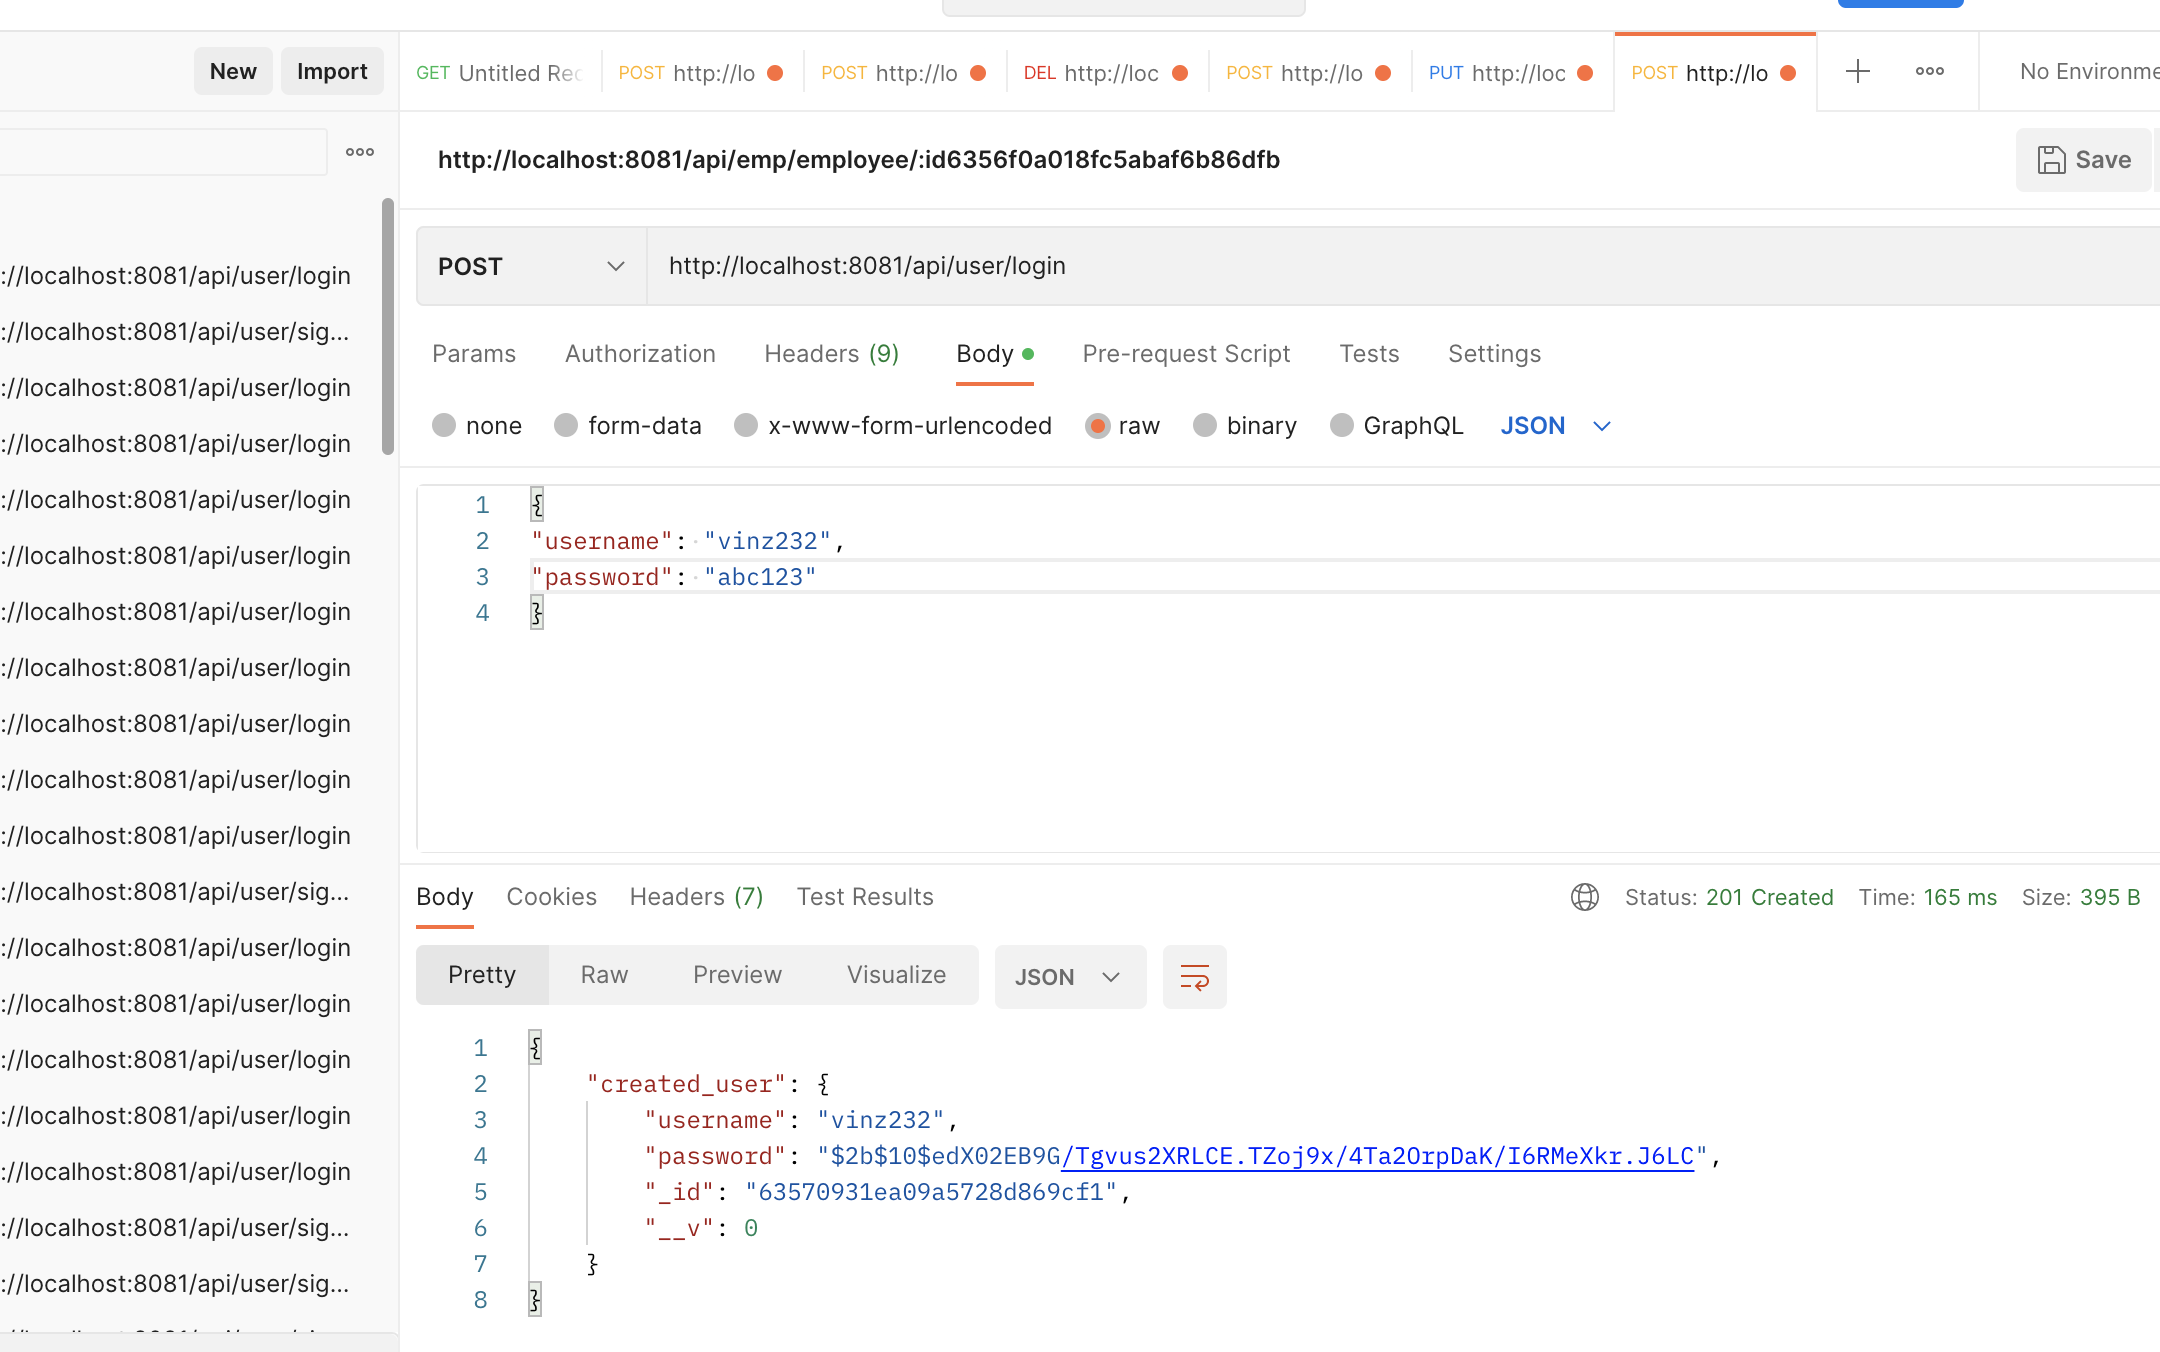 New
Import
GET Untitled Rec
POST http://lo
POST http://lo
DEL http://loc
POST http://lo
PUT http://loc
POST http://lo
No Environme
http://localhost:8081/api/emp/employee/:id6356f0a018fc5abaf6b86dfb
Save
://localhost:8081/api/user/login
://localhost:8081/api/user/sig...
://localhost:8081/api/user/login
://localhost:8081/api/user/login
://localhost:8081/api/user/login
://localhost:8081/api/user/login
://localhost:8081/api/user/login
://localhost:8081/api/user/login
://localhost:8081/api/user/login
://localhost:8081/api/user/login
://localhost:8081/api/user/login
://localhost:8081/api/user/sig...
://localhost:8081/api/user/login
://localhost:8081/api/user/login
://localhost:8081/api/user/login
://localhost:8081/api/user/login
://localhost:8081/api/user/login
://localhost:8081/api/user/sig...
://localhost:8081/api/user/sig...
POST http://localhost:8081/api/user/login
Params Authorization Headers (9) Body Pre-request Script Tests Settings
none form-data x-www-form-urlencoded raw binary GraphQL JSON
1 {
2 "username": "vinz232",
3 "password": "abc123"
4 }
Body Cookies Headers (7) Test Results
Status: 201 Created Time: 165 ms Size: 395 B
Pretty Raw Preview Visualize JSON
1 {
2 "created_user": {
3 "username": "vinz232",
4 "password": "$2b$10$edX02EB9G/Tgvus2XRLCE.TZoj9x/4Ta2OrpDaK/I6RMeXkr.J6LC",
5 "_id": "63570931ea09a5728d869cf1",
6 "__v": 0
7 }
8 }